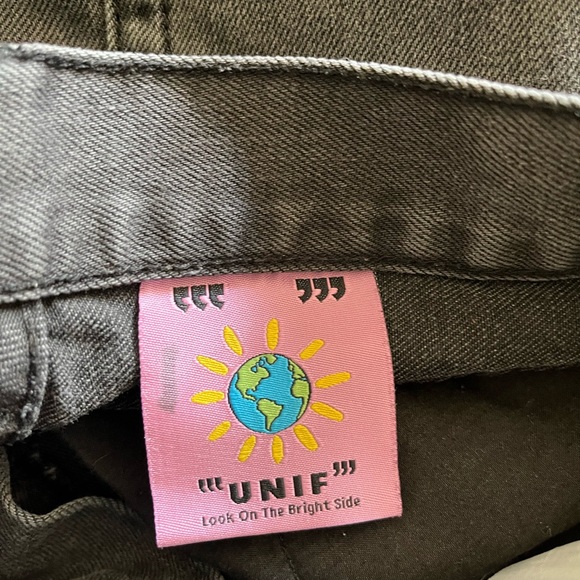 ❛❛❛ ❜❜❜
❛❛❛UNIF❜❜❜
Look On The Bright Side